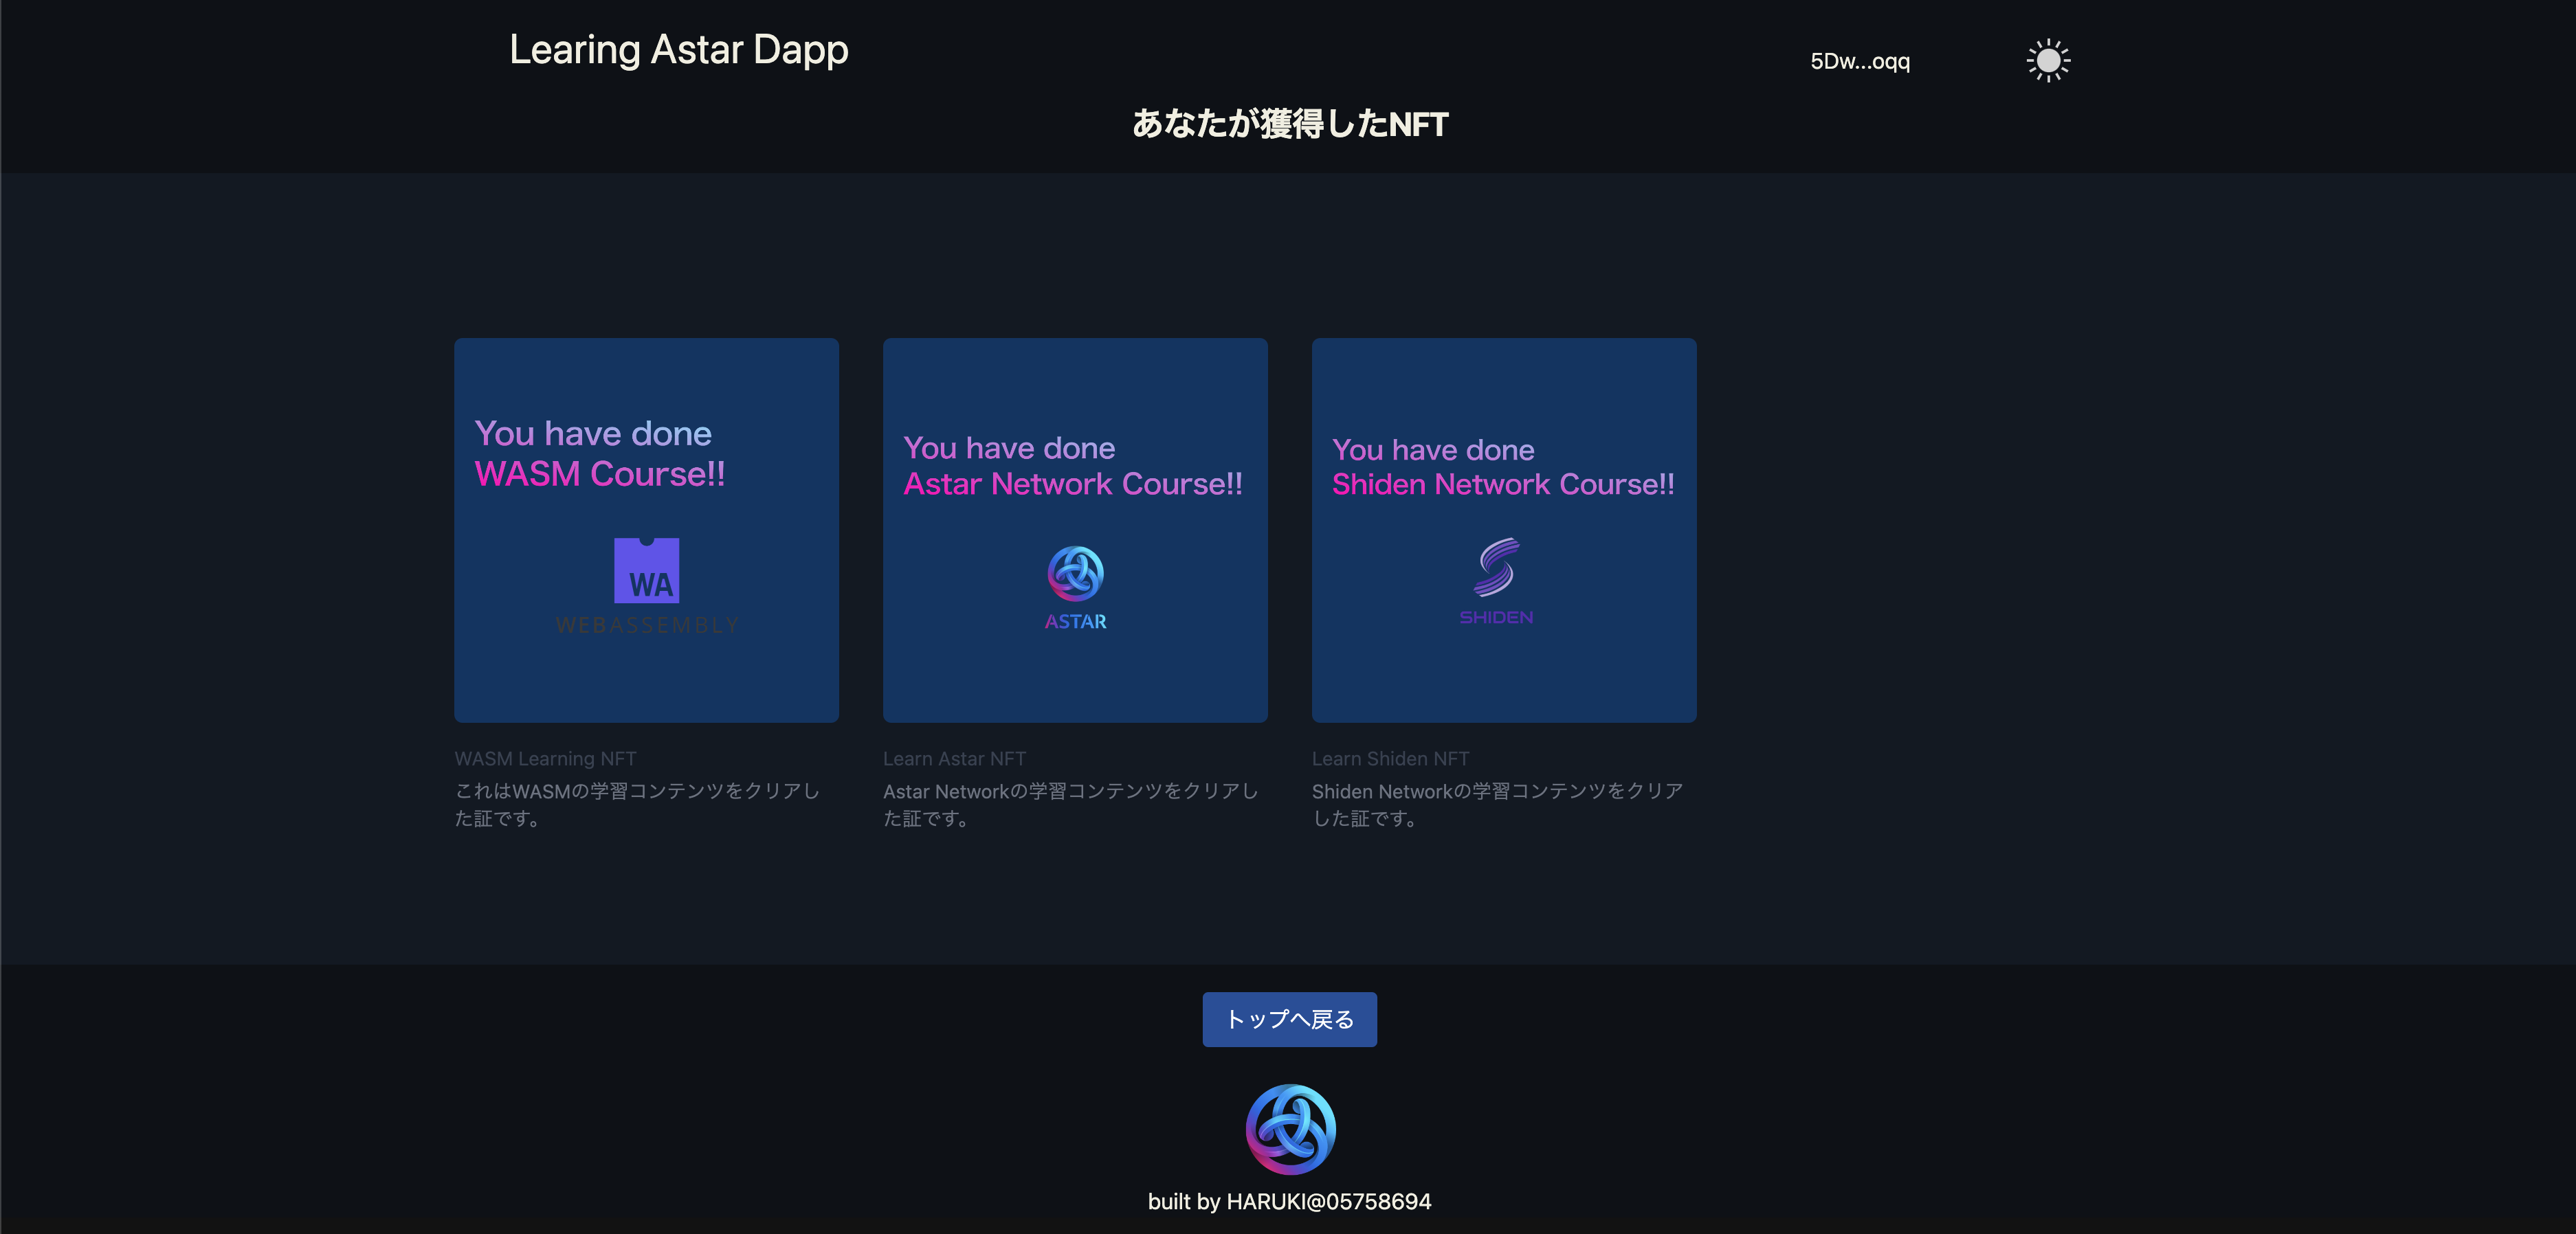 Learing Astar Dapp
5Dw...oqq
あなたが獲得したNFT
You have done
WASM Course!!
WA
WEBASSEMBLY
WASM Learning NFT
これはWASMの学習コンテンツをクリアし
た証です。
You have done
Astar Network Course!!
ASTAR
Learn Astar NFT
Astar Networkの学習コンテンツをクリアし
た証です。
You have done
Shiden Network Course!!
SHIDEN
Learn Shiden NFT
Shiden Networkの学習コンテンツをクリア
した証です。
トップへ戻る
built by HARUKI@05758694